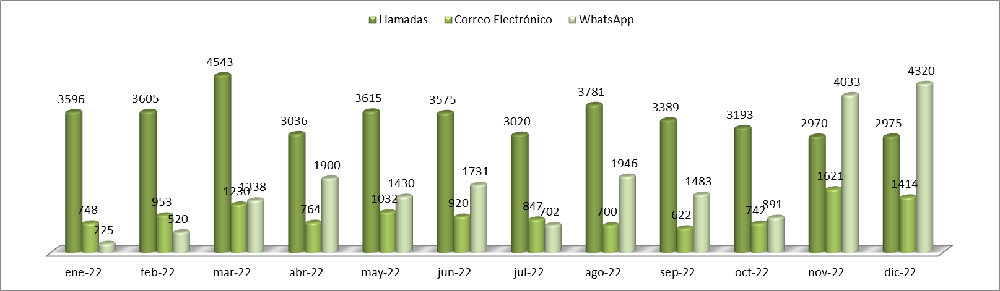 Llamadas Correo Electrónico WhatsApp
3596 748 225
3605 953 520
4543 1230 1338
3036 764 1900
3615 1032 1430
3575 920 1731
3020 847 702
3781 700 1946
3389 622 1483
3193 742 891
2970 1621 4033
2975 1414 4320
ene-22 feb-22 mar-22 abr-22 may-22 jun-22 jul-22 ago-22 sep-22 oct-22 nov-22 dic-22